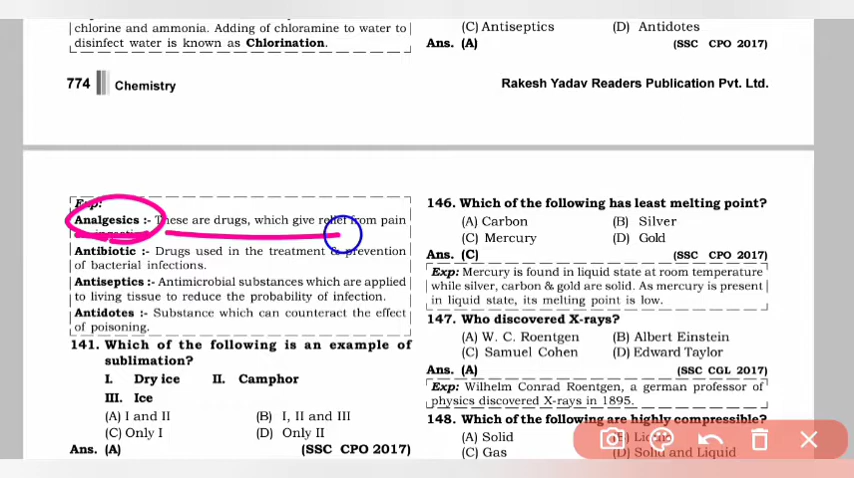 chlorine and ammonia. Adding of chloramine to water to
disinfect water is known as Chlorination.
(C) Antiseptics (D) Antidotes
Ans. (A) (SSC CPO 2017)
774 Chemistry
Rakesh Yadav Readers Publication Pvt. Ltd.
Exp:
Analgesics :- These are drugs, which give relief from pain
Antibiotic :- Drugs used in the treatment & prevention
of bacterial infections.
Antiseptics :- Antimicrobial substances which are applied
to living tissue to reduce the probability of infection.
Antidotes :- Substance which can counteract the effect
of poisoning.
141. Which of the following is an example of
sublimation?
I. Dry ice II. Camphor
III. Ice
(A) I and II (B) I, II and III
(C) Only I (D) Only II
Ans. (A) (SSC CPO 2017)
146. Which of the following has least melting point?
(A) Carbon (B) Silver
(C) Mercury (D) Gold
Ans. (C) (SSC CPO 2017)
Exp: Mercury is found in liquid state at room temperature
while silver, carbon & gold are solid. As mercury is present
in liquid state, its melting point is low.
147. Who discovered X-rays?
(A) W. C. Roentgen (B) Albert Einstein
(C) Samuel Cohen (D) Edward Taylor
Ans. (A) (SSC CGL 2017)
Exp: Wilhelm Conrad Roentgen, a german professor of
physics discovered X-rays in 1895.
148. Which of the following are highly compressible?
(A) Solid (B) Liquid
(C) Gas (D) Solid and Liquid